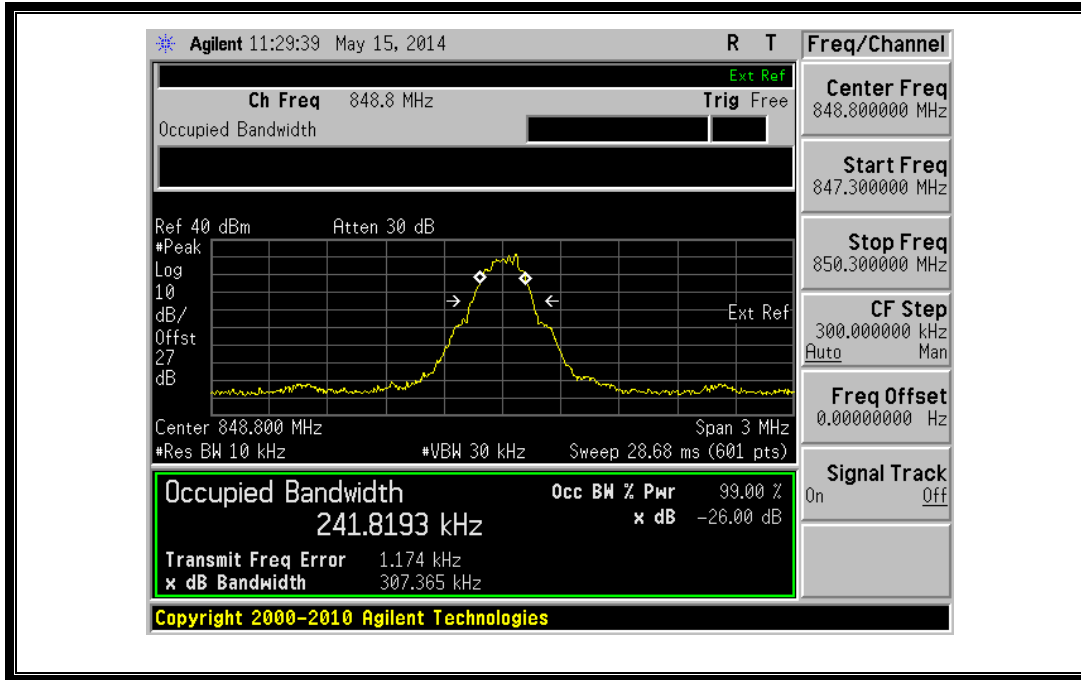 Agilent 11:29:39 May 15, 2014 R T
Ext Ref
Ch Freq 848.8 MHz Trig Free
Occupied Bandwidth
Ref 40 dBm Atten 30 dB
#Peak
Log
10
dB/
Offst
27
dB
Ext Ref
Center 848.800 MHz Span 3 MHz
#Res BW 10 kHz #VBW 30 kHz Sweep 28.68 ms (601 pts)
Occupied Bandwidth Occ BW % Pwr 99.00 %
241.8193 kHz x dB -26.00 dB
Transmit Freq Error 1.174 kHz
x dB Bandwidth 307.365 kHz
Copyright 2000-2010 Agilent Technologies
Freq/Channel
Center Freq
848.800000 MHz
Start Freq
847.300000 MHz
Stop Freq
850.300000 MHz
CF Step
300.000000 kHz
Auto Man
Freq Offset
0.00000000 Hz
Signal Track
On Off